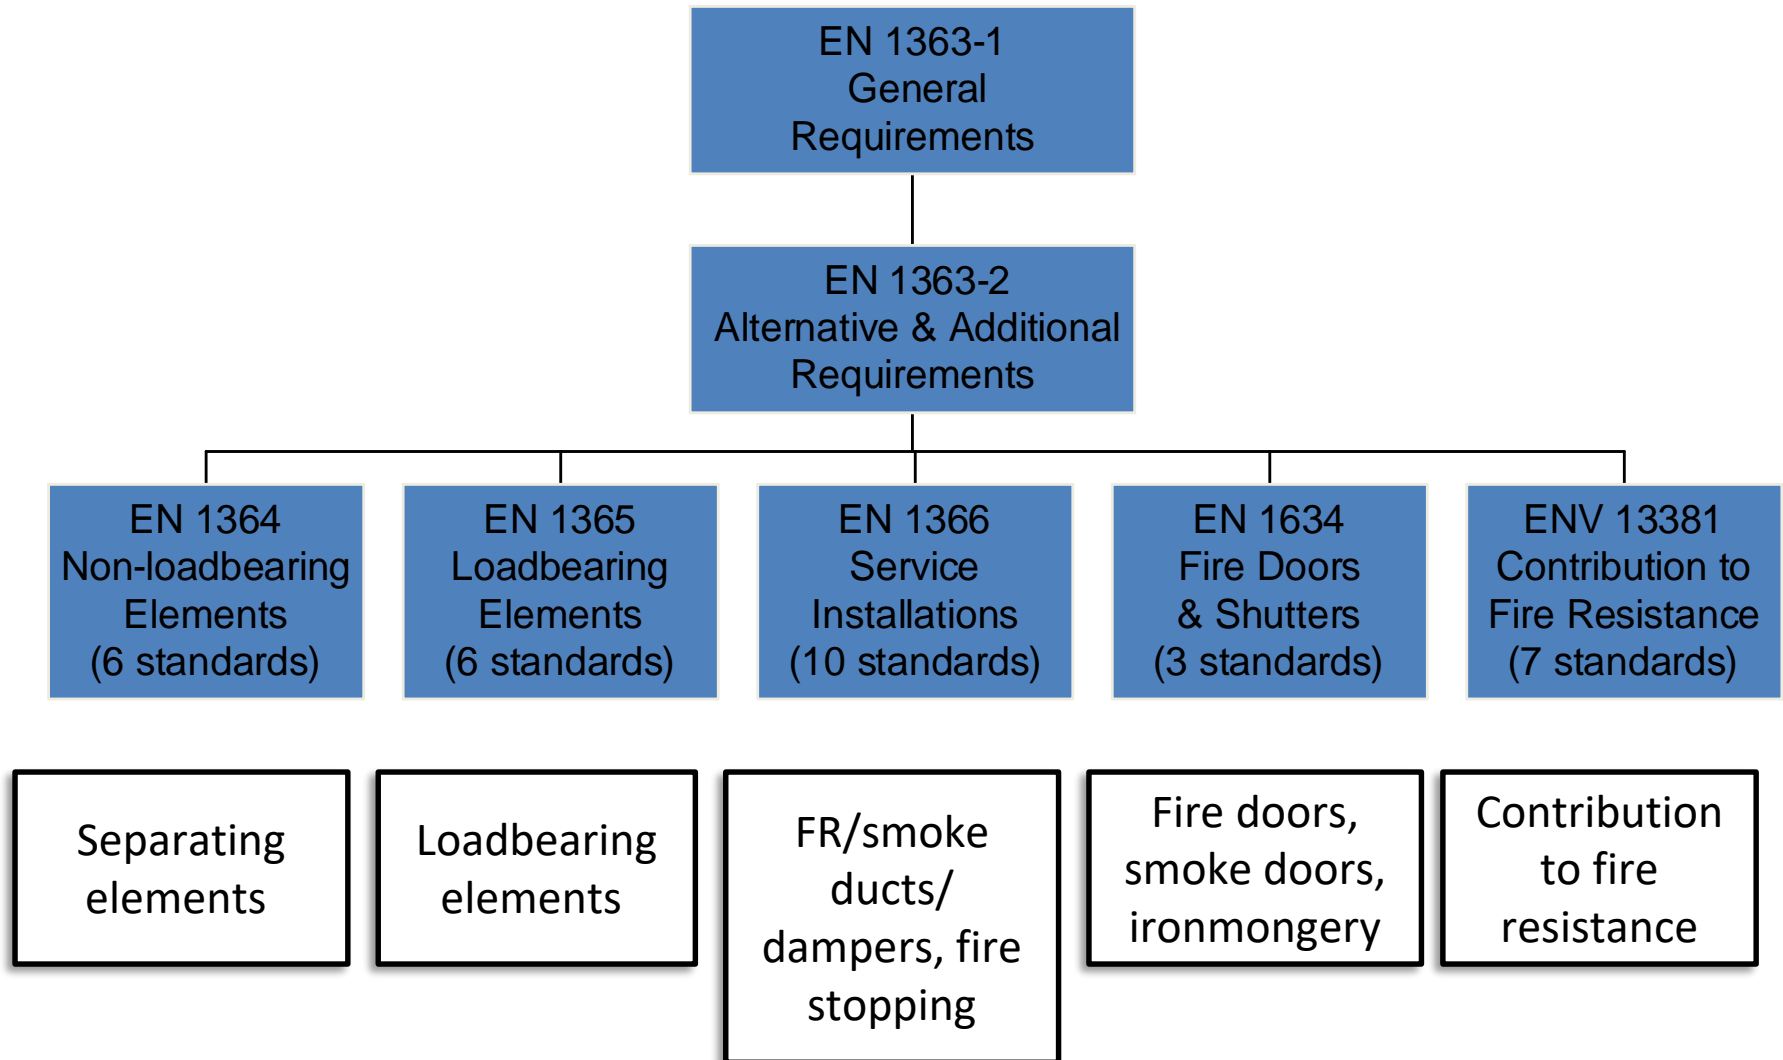 EN 1363-1
General
Requirements
EN 1363-2
Alternative & Additional
Requirements
EN 1364
Non-loadbearing
Elements
(6 standards)
EN 1365
Loadbearing
Elements
(6 standards)
EN 1366
Service
Installations
(10 standards)
EN 1634
Fire Doors
& Shutters
(3 standards)
ENV 13381
Contribution to
Fire Resistance
(7 standards)
Separating
elements
Loadbearing
elements
FR/smoke
ducts/
dampers, fire
stopping
Fire doors,
smoke doors,
ironmongery
Contribution
to fire
resistance